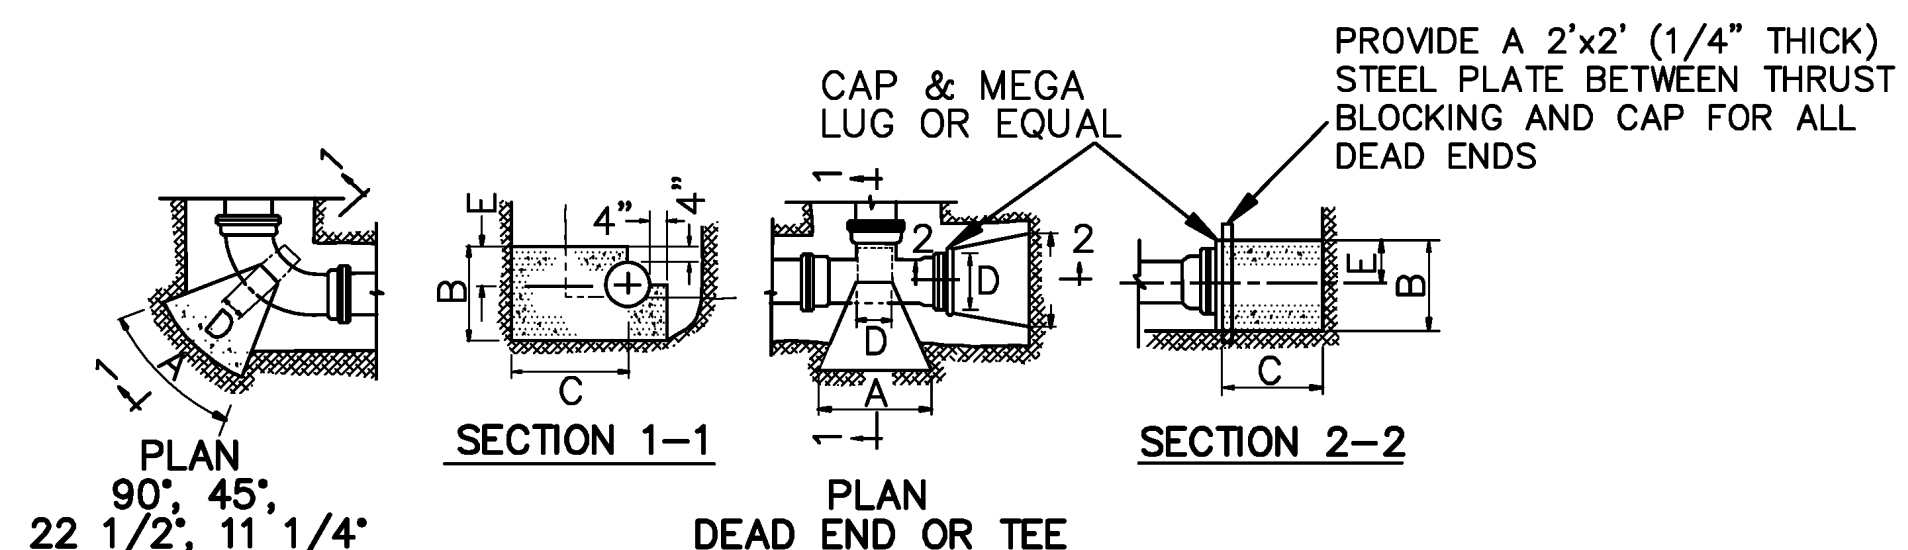 PROVIDE A 2'x2' (1/4" THICK)
STEEL PLATE BETWEEN THRUST
BLOCKING AND CAP FOR ALL
DEAD ENDS
CAP & MEGA
LUG OR EQUAL
1
D
A
1
PLAN
90°, 45°,
22 1/2°, 11 1/4°
E
4"
4"
B
C
SECTION 1-1
1
2
2
D
D
A
1
PLAN
DEAD END OR TEE
E
B
C
SECTION 2-2